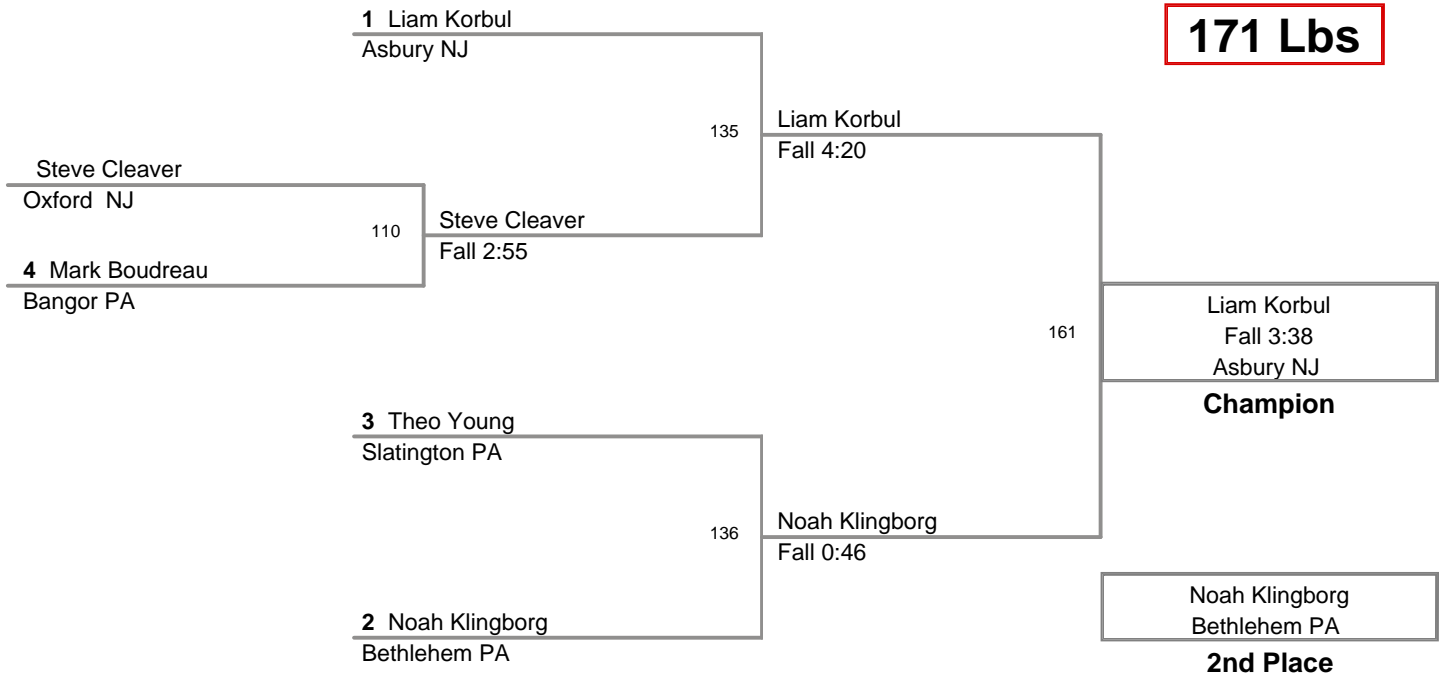 1 Liam Korbul
Asbury NJ
171 Lbs
135
Liam Korbul
Fall 4:20
Steve Cleaver
Oxford NJ
110
Steve Cleaver
Fall 2:55
4 Mark Boudreau
Bangor PA
161
Liam Korbul
Fall 3:38
Asbury NJ
Champion
3 Theo Young
Slatington PA
136
Noah Klingborg
Fall 0:46
2 Noah Klingborg
Bethlehem PA
Noah Klingborg
Bethlehem PA
2nd Place